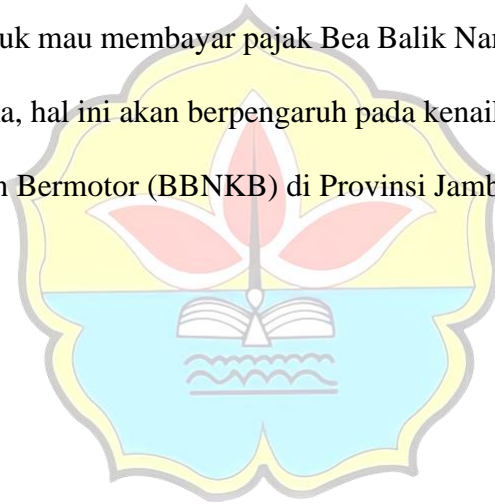 uk mau membayar pajak Bea Balik Nar
a, hal ini akan berpengaruh pada kenail
n Bermotor (BBNKB) di Provinsi Jamb